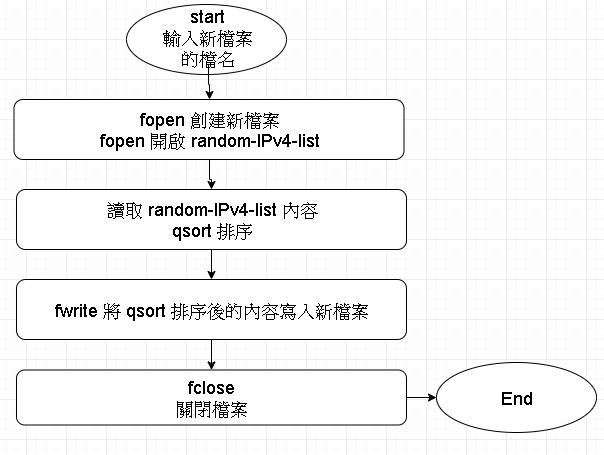 start
輸入新檔案
的檔名
fopen 創建新檔案
fopen 開啟 random-IPv4-list
讀取 random-IPv4-list 內容
qsort 排序
fwrite 將 qsort 排序後的內容寫入新檔案
fclose
關閉檔案
End